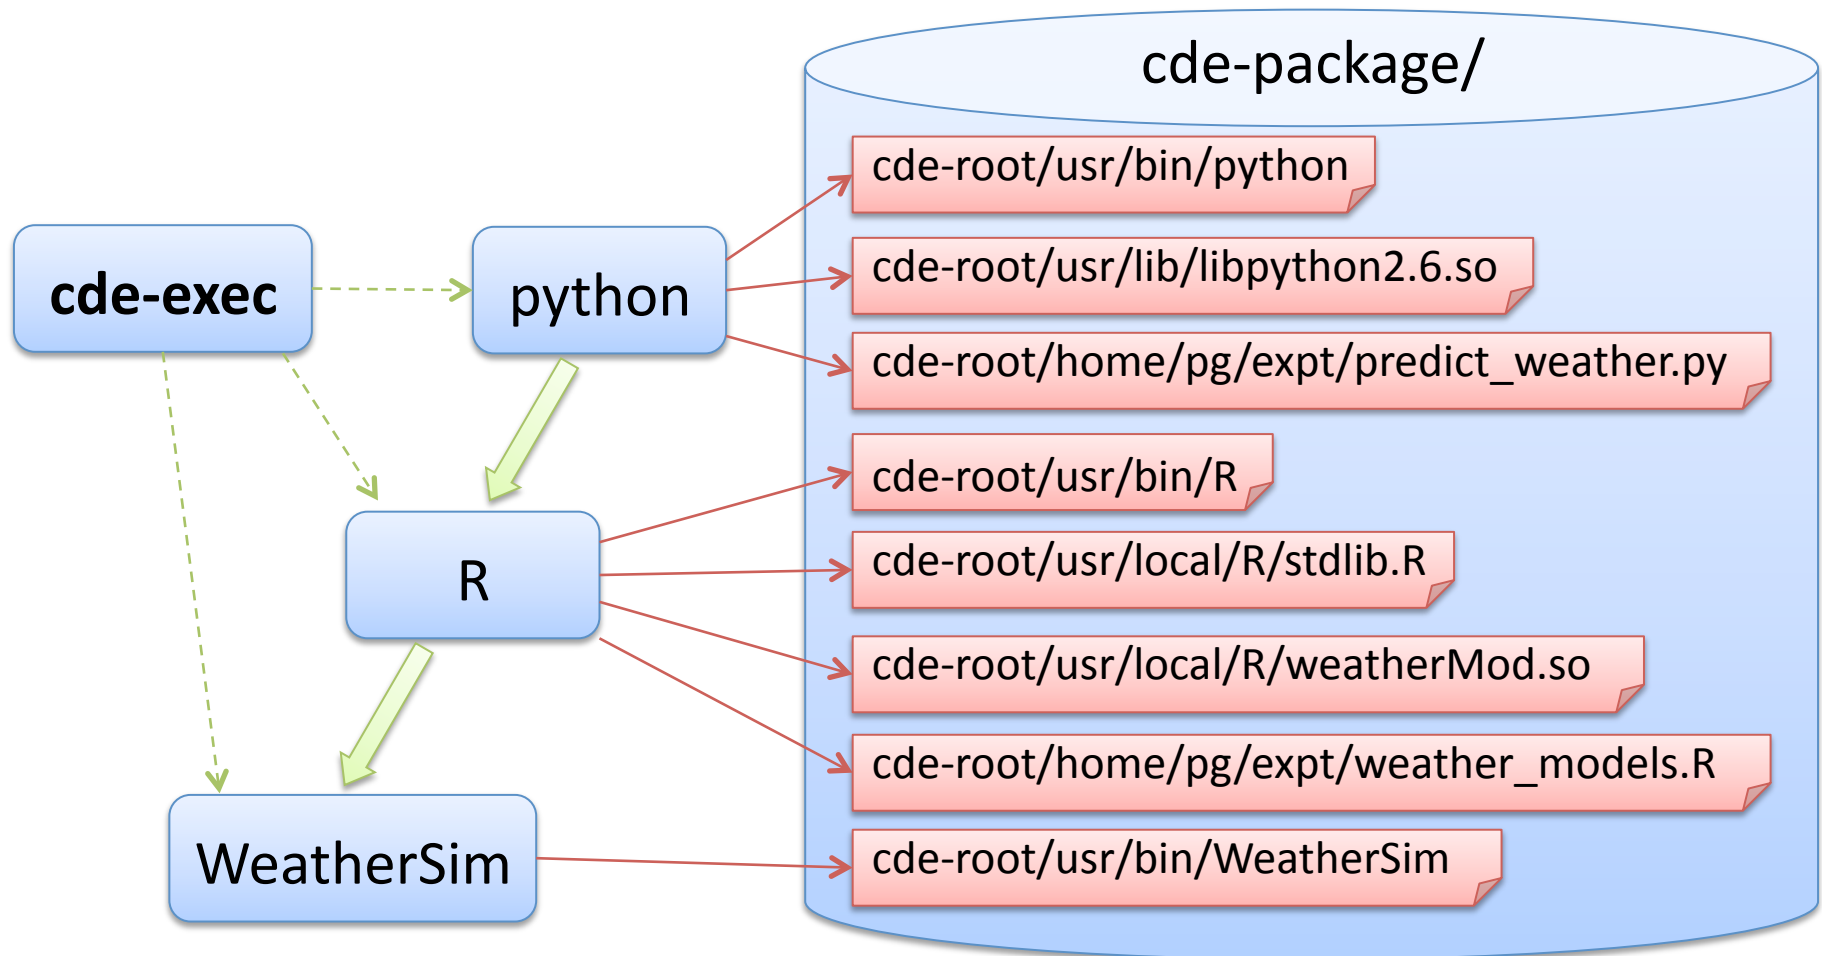 cde-package/
cde-root/usr/bin/python
cde-root/usr/lib/libpython2.6.so
cde-exec
python
cde-root/home/pg/expt/predict_weather.py
cde-root/usr/bin/R
cde-root/usr/local/R/stdlib.R
R
cde-root/usr/local/R/weatherMod.so
cde-root/home/pg/expt/weather_models.R
WeatherSim
cde-root/usr/bin/WeatherSim